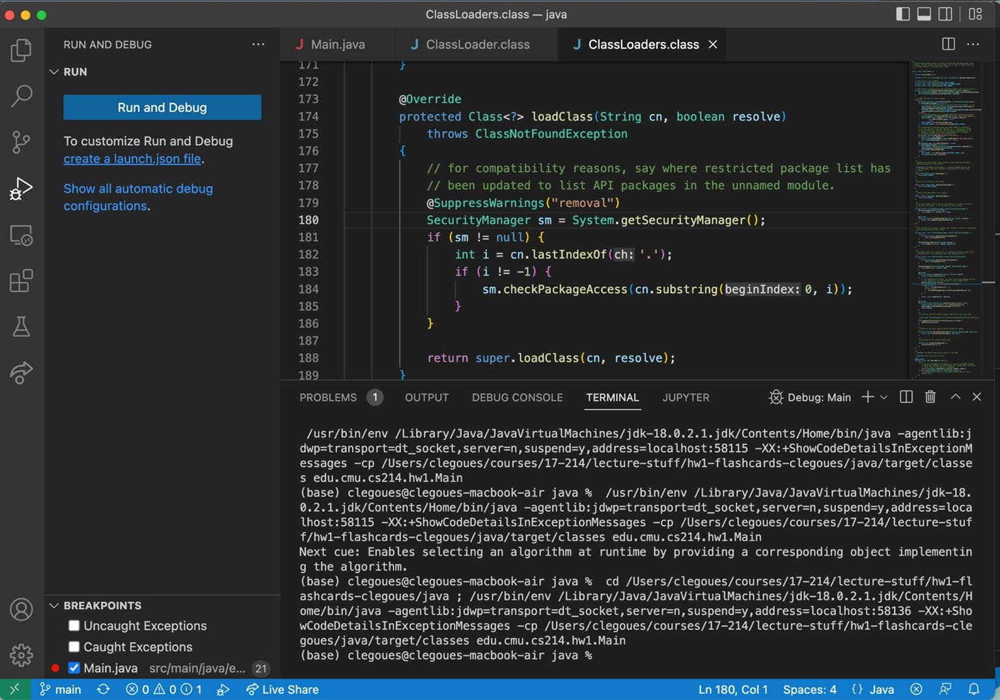 ClassLoaders.class — java
RUN AND DEBUG
RUN
Run and Debug
To customize Run and Debug
create a launch.json file.
Show all automatic debug
configurations.
Main.java
ClassLoader.class
ClassLoaders.class
171 }
172
173 @Override
174 protected Class<?> loadClass(String cn, boolean resolve)
175 throws ClassNotFoundException
176 {
177 // for compatibility reasons, say where restricted package list has
178 // been updated to list API packages in the unnamed module.
179 @SuppressWarnings("removal")
180 SecurityManager sm = System.getSecurityManager();
181 if (sm != null) {
182 int i = cn.lastIndexOf(ch: '.');
183 if (i != -1) {
184 sm.checkPackageAccess(cn.substring(beginIndex: 0, i));
185 }
186 }
187
188 return super.loadClass(cn, resolve);
189 }
PROBLEMS 1 OUTPUT DEBUG CONSOLE TERMINAL JUPYTER Debug: Main
/usr/bin/env /Library/Java/JavaVirtualMachines/jdk-18.0.2.1.jdk/Contents/Home/bin/java -agentlib:j
dwp=transport=dt_socket,server=n,suspend=y,address=localhost:58115 -XX:+ShowCodeDetailsInExceptionM
essages -cp /Users/clegoues/courses/17-214/lecture-stuff/hw1-flashcards-clegoues/java/target/classe
s edu.cmu.cs214.hw1.Main
(base) clegoues@clegoues-macbook-air java % /usr/bin/env /Library/Java/JavaVirtualMachines/jdk-18.
0.2.1.jdk/Contents/Home/bin/java -agentlib:jdwp=transport=dt_socket,server=n,suspend=y,address=loca
lhost:58115 -XX:+ShowCodeDetailsInExceptionMessages -cp /Users/clegoues/courses/17-214/lecture-stuf
f/hw1-flashcards-clegoues/java/target/classes edu.cmu.cs214.hw1.Main
Next cue: Enables selecting an algorithm at runtime by providing a corresponding object implementin
g the algorithm.
(base) clegoues@clegoues-macbook-air java % cd /Users/clegoues/courses/17-214/lecture-stuff/hw1-fl
ashcards-clegoues/java ; /usr/bin/env /Library/Java/JavaVirtualMachines/jdk-18.0.2.1.jdk/Contents/H
ome/bin/java -agentlib:jdwp=transport=dt_socket,server=n,suspend=y,address=localhost:58136 -XX:+Sho
wCodeDetailsInExceptionMessages -cp /Users/clegoues/courses/17-214/lecture-stuff/hw1-flashcards-cle
goues/java/target/classes edu.cmu.cs214.hw1.Main
(base) clegoues@clegoues-macbook-air java %
BREAKPOINTS
Uncaught Exceptions
Caught Exceptions
Main.java src/main/java/e... 21
main 0 0 1 Live Share Ln 180, Col 1 Spaces: 4 {} Java